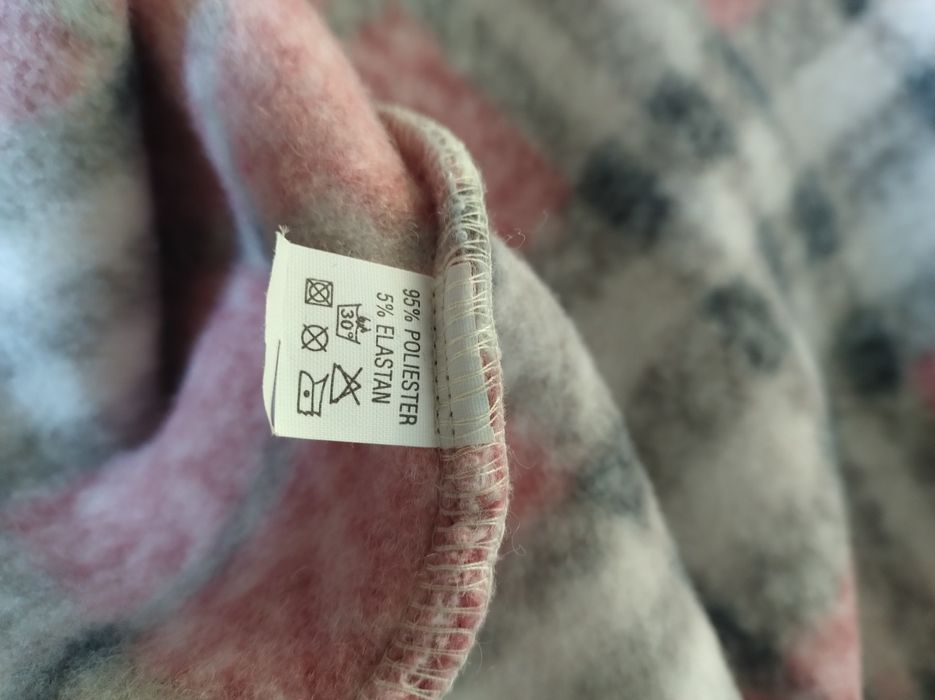 95% POLIESTER
5% ELASTAN
30°